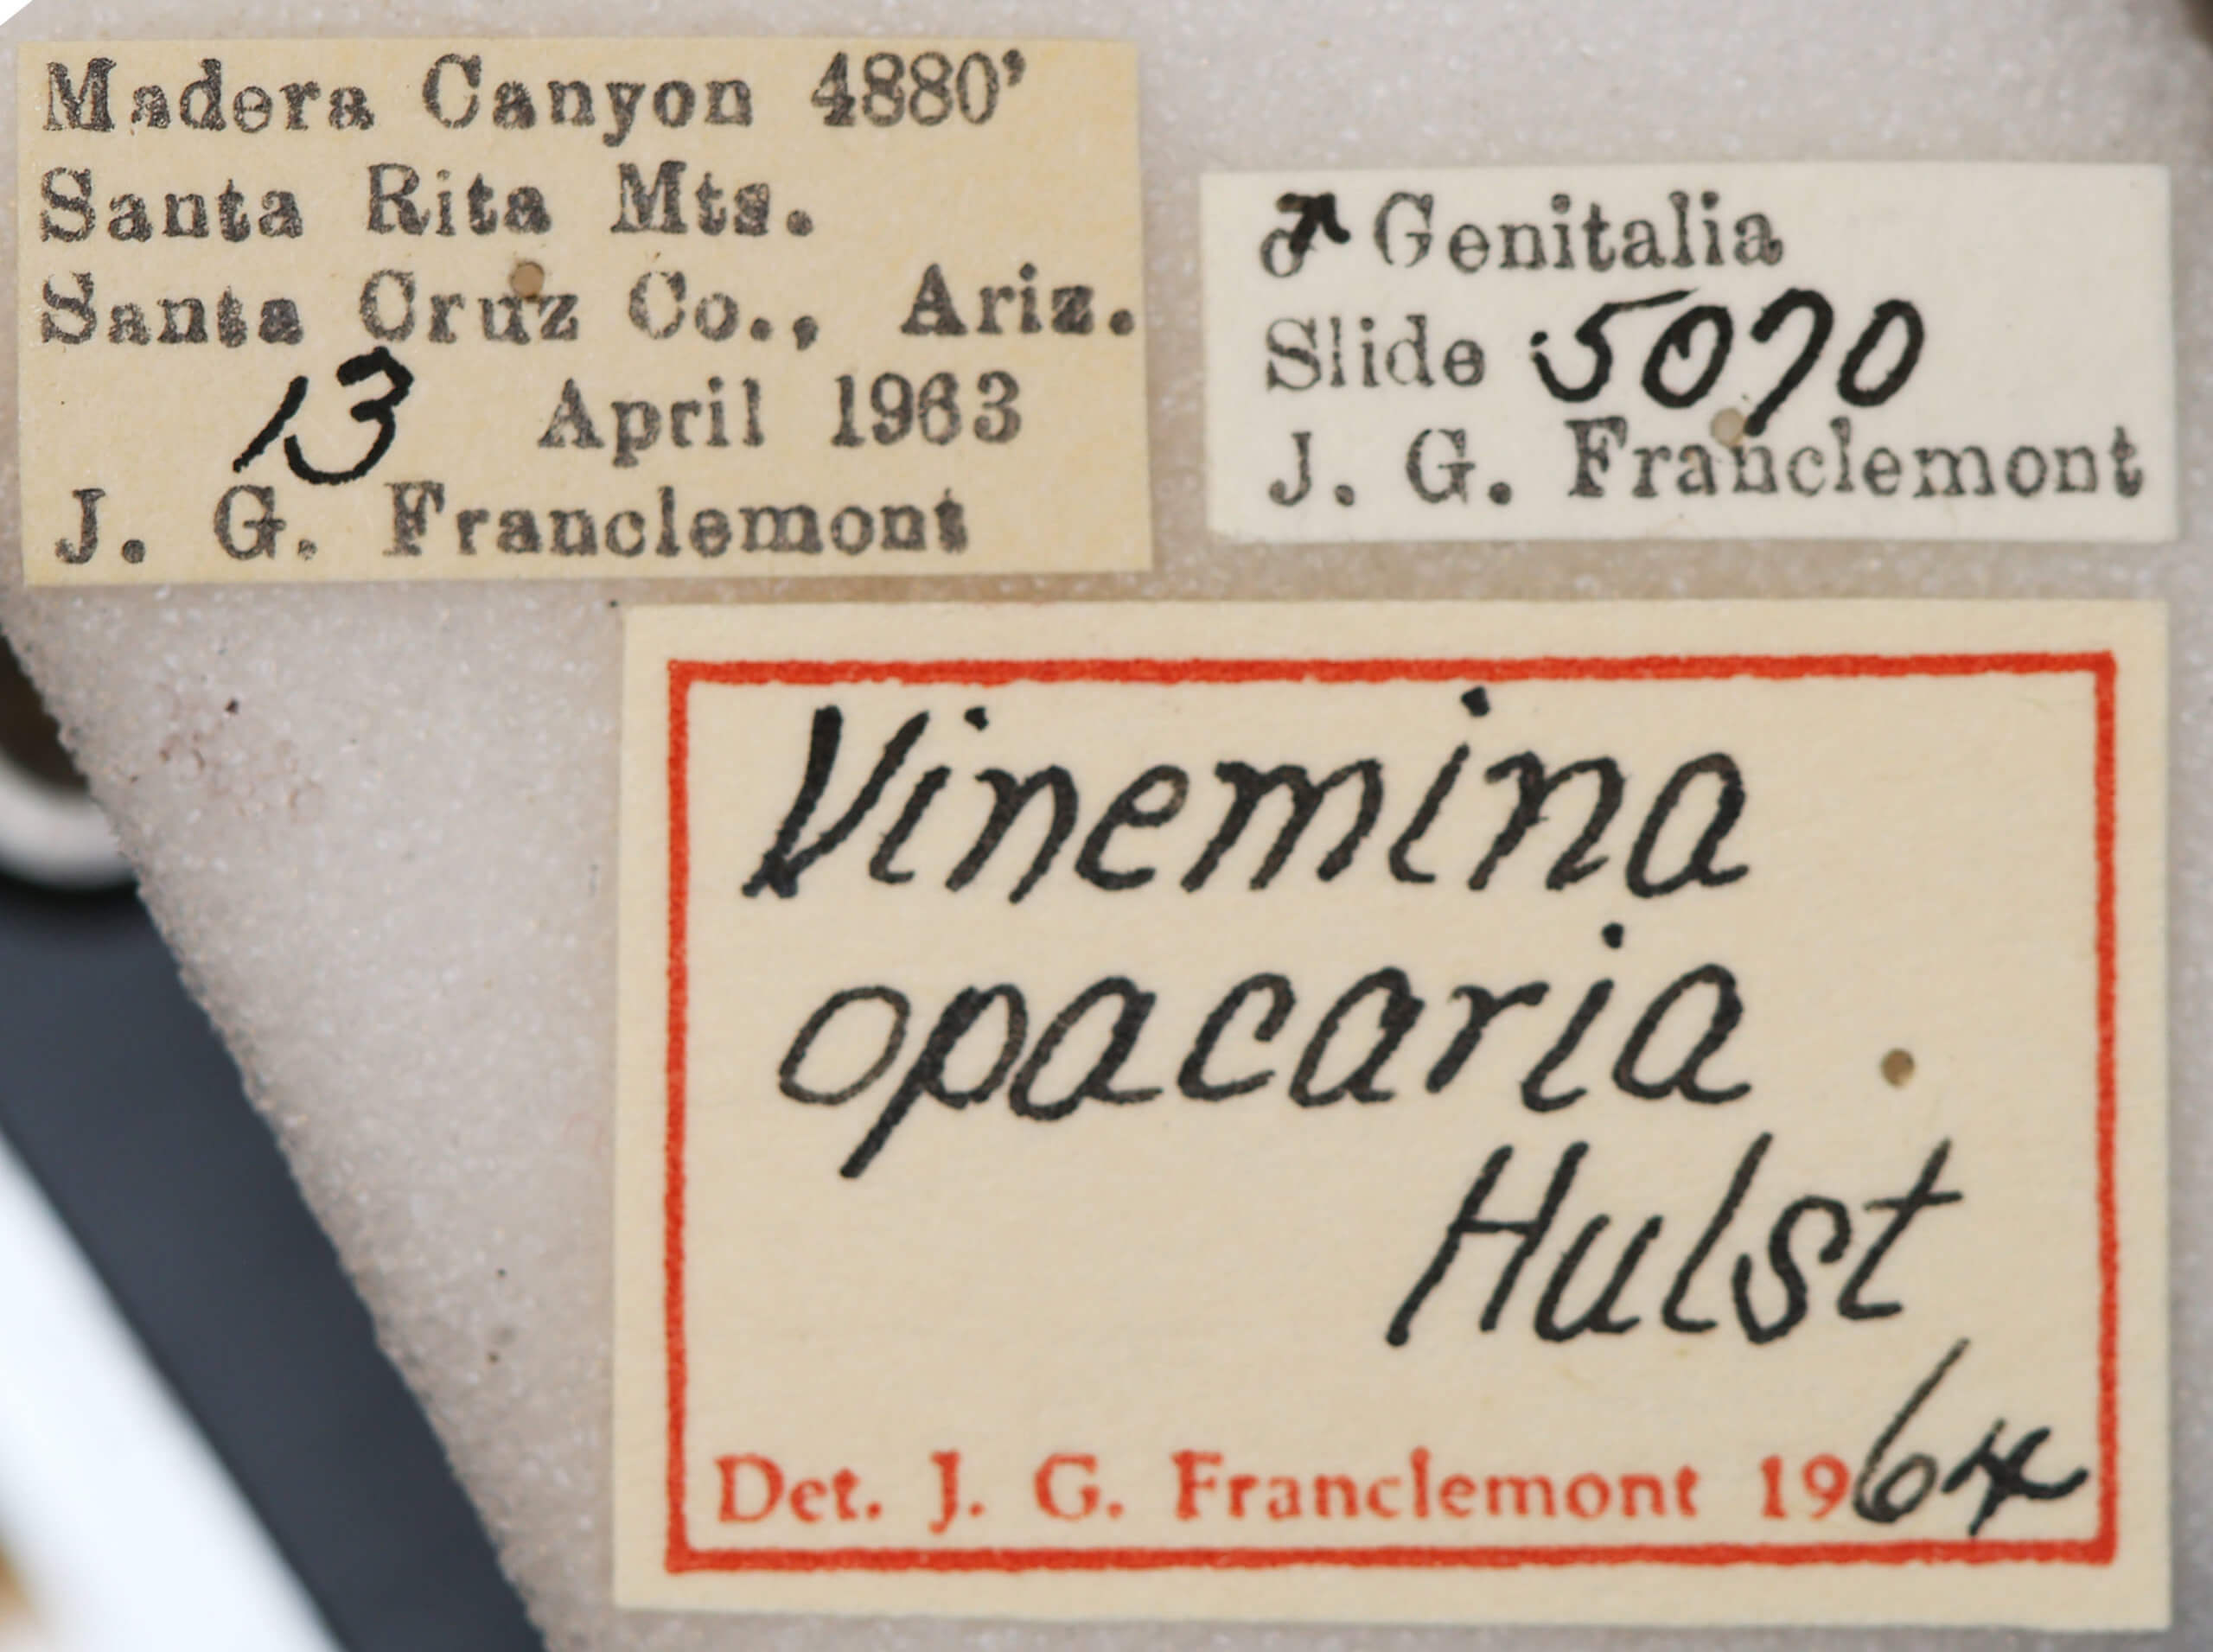 Madera Canyon 4880'
Santa Rita Mts.
Santa Cruz Co., Ariz.
13 April 1963
J. G. Franclemont
♂ Genitalia
Slide 5070
J. G. Franclemont
Vinemina
opacaria
Hulst
Det. J. G. Franclemont 1964